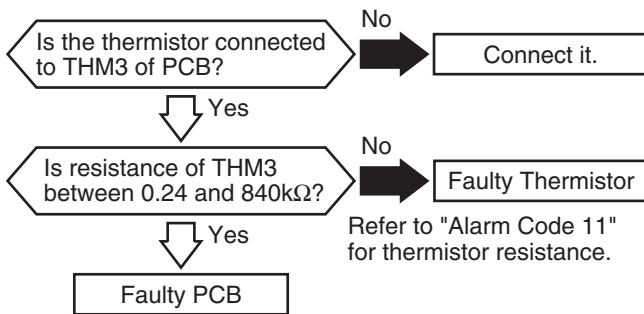 Is the thermistor connected
to THM3 of PCB?
No
Connect it.
Yes
Is resistance of THM3
between 0.24 and 840kΩ?
No
Faulty Thermistor
Refer to "Alarm Code 11"
for thermistor resistance.
Yes
Faulty PCB